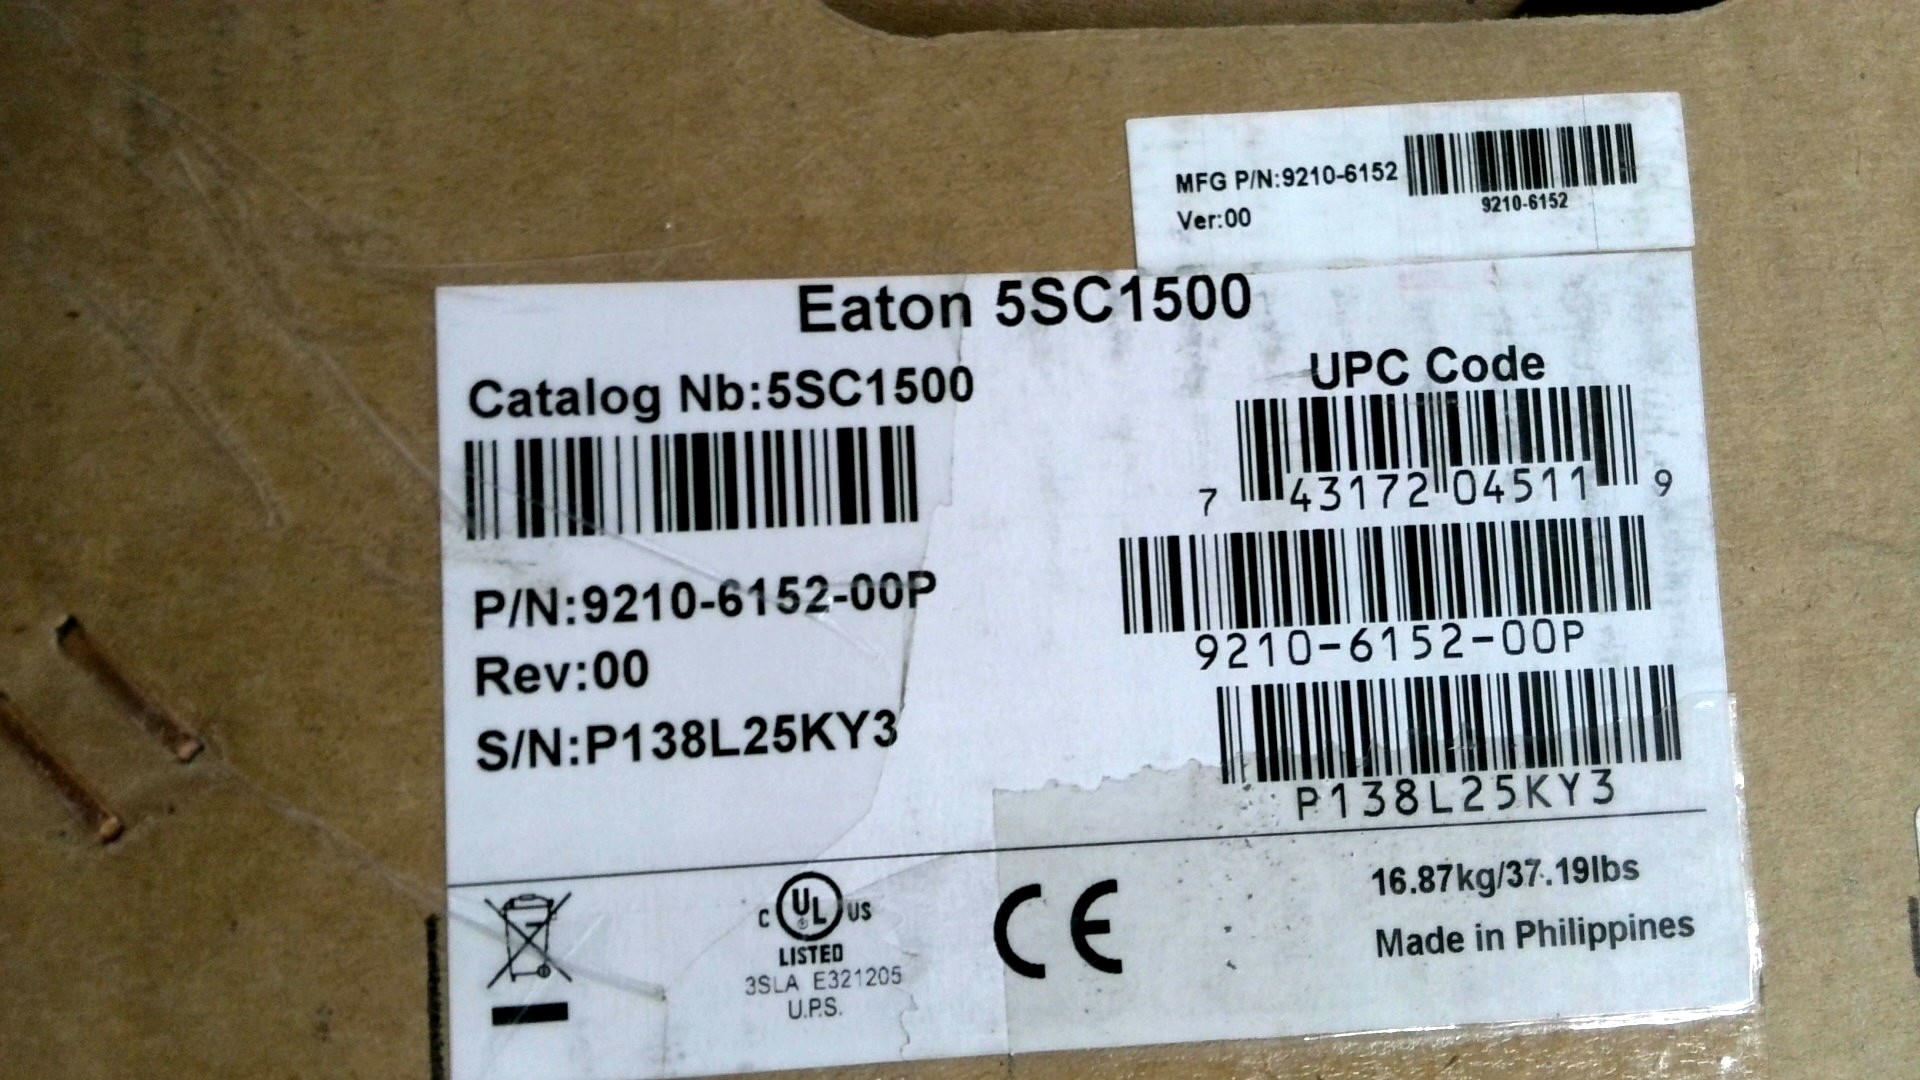 MFG P/N:9210-6152
9210-6152
Ver:00
Eaton 5SC1500
Catalog Nb:5SC1500
UPC Code
7 43172 04511 9
P/N:9210-6152-00P
9210-6152-00P
Rev:00
S/N:P138L25KY3
P138L25KY3
C UL US
LISTED
3SLA E321205
U.P.S.
CE
16.87kg/37.19lbs
Made in Philippines